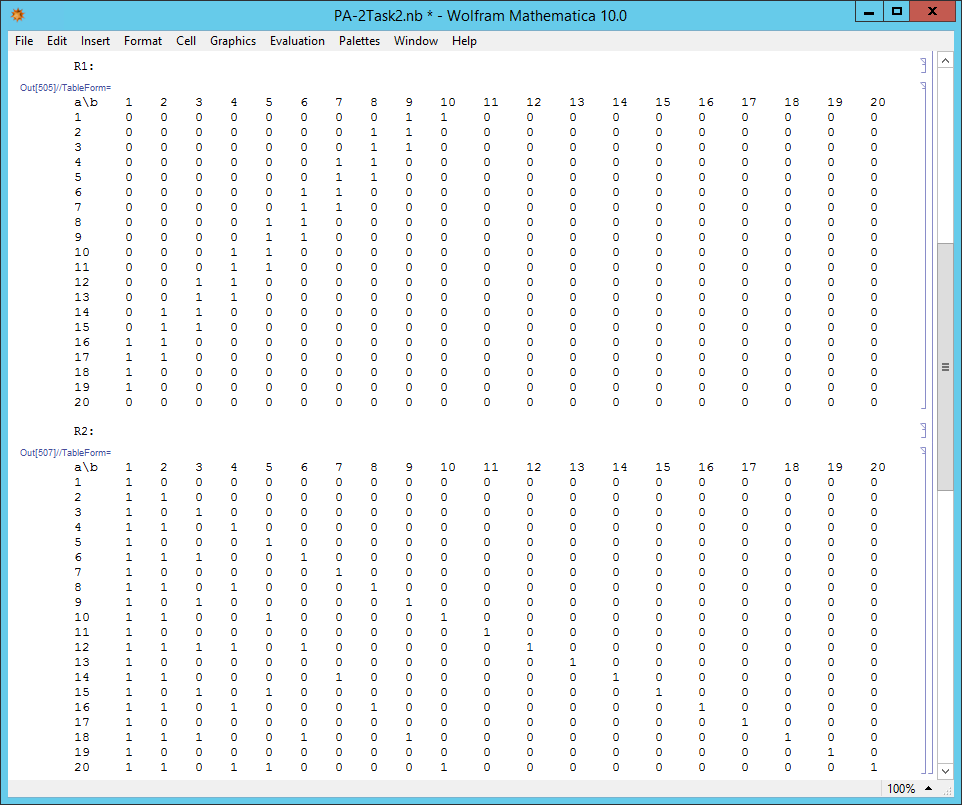 PA-2Task2.nb * - Wolfram Mathematica 10.0
File Edit Insert Format Cell Graphics Evaluation Palettes Window Help
R1:
Out[505]//TableForm=
a\b 1 2 3 4 5 6 7 8 9 10 11 12 13 14 15 16 17 18 19 20
1 0 0 0 0 0 0 0 0 1 1 0 0 0 0 0 0 0 0 0 0
2 0 0 0 0 0 0 0 1 1 0 0 0 0 0 0 0 0 0 0 0
3 0 0 0 0 0 0 0 1 1 0 0 0 0 0 0 0 0 0 0 0
4 0 0 0 0 0 0 1 1 0 0 0 0 0 0 0 0 0 0 0 0
5 0 0 0 0 0 0 1 1 0 0 0 0 0 0 0 0 0 0 0 0
6 0 0 0 0 0 1 1 0 0 0 0 0 0 0 0 0 0 0 0 0
7 0 0 0 0 0 1 1 0 0 0 0 0 0 0 0 0 0 0 0 0
8 0 0 0 0 1 1 0 0 0 0 0 0 0 0 0 0 0 0 0 0
9 0 0 0 0 1 1 0 0 0 0 0 0 0 0 0 0 0 0 0 0
10 0 0 0 1 1 0 0 0 0 0 0 0 0 0 0 0 0 0 0 0
11 0 0 0 1 1 0 0 0 0 0 0 0 0 0 0 0 0 0 0 0
12 0 0 1 1 0 0 0 0 0 0 0 0 0 0 0 0 0 0 0 0
13 0 0 1 1 0 0 0 0 0 0 0 0 0 0 0 0 0 0 0 0
14 0 1 1 0 0 0 0 0 0 0 0 0 0 0 0 0 0 0 0 0
15 0 1 1 0 0 0 0 0 0 0 0 0 0 0 0 0 0 0 0 0
16 1 1 0 0 0 0 0 0 0 0 0 0 0 0 0 0 0 0 0 0
17 1 1 0 0 0 0 0 0 0 0 0 0 0 0 0 0 0 0 0 0
18 1 0 0 0 0 0 0 0 0 0 0 0 0 0 0 0 0 0 0 0
19 1 0 0 0 0 0 0 0 0 0 0 0 0 0 0 0 0 0 0 0
20 0 0 0 0 0 0 0 0 0 0 0 0 0 0 0 0 0 0 0 0
R2:
Out[507]//TableForm=
a\b 1 2 3 4 5 6 7 8 9 10 11 12 13 14 15 16 17 18 19 20
1 1 0 0 0 0 0 0 0 0 0 0 0 0 0 0 0 0 0 0 0
2 1 1 0 0 0 0 0 0 0 0 0 0 0 0 0 0 0 0 0 0
3 1 0 1 0 0 0 0 0 0 0 0 0 0 0 0 0 0 0 0 0
4 1 1 0 1 0 0 0 0 0 0 0 0 0 0 0 0 0 0 0 0
5 1 0 0 0 1 0 0 0 0 0 0 0 0 0 0 0 0 0 0 0
6 1 1 1 0 0 1 0 0 0 0 0 0 0 0 0 0 0 0 0 0
7 1 0 0 0 0 0 1 0 0 0 0 0 0 0 0 0 0 0 0 0
8 1 1 0 1 0 0 0 1 0 0 0 0 0 0 0 0 0 0 0 0
9 1 0 1 0 0 0 0 0 1 0 0 0 0 0 0 0 0 0 0 0
10 1 1 0 0 1 0 0 0 0 1 0 0 0 0 0 0 0 0 0 0
11 1 0 0 0 0 0 0 0 0 0 1 0 0 0 0 0 0 0 0 0
12 1 1 1 1 0 1 0 0 0 0 0 1 0 0 0 0 0 0 0 0
13 1 0 0 0 0 0 0 0 0 0 0 0 1 0 0 0 0 0 0 0
14 1 1 0 0 0 0 1 0 0 0 0 0 0 1 0 0 0 0 0 0
15 1 0 1 0 1 0 0 0 0 0 0 0 0 0 1 0 0 0 0 0
16 1 1 0 1 0 0 0 1 0 0 0 0 0 0 0 1 0 0 0 0
17 1 0 0 0 0 0 0 0 0 0 0 0 0 0 0 0 1 0 0 0
18 1 1 1 0 0 1 0 0 1 0 0 0 0 0 0 0 0 1 0 0
19 1 0 0 0 0 0 0 0 0 0 0 0 0 0 0 0 0 0 1 0
20 1 1 0 1 1 0 0 0 0 1 0 0 0 0 0 0 0 0 0 1
100%